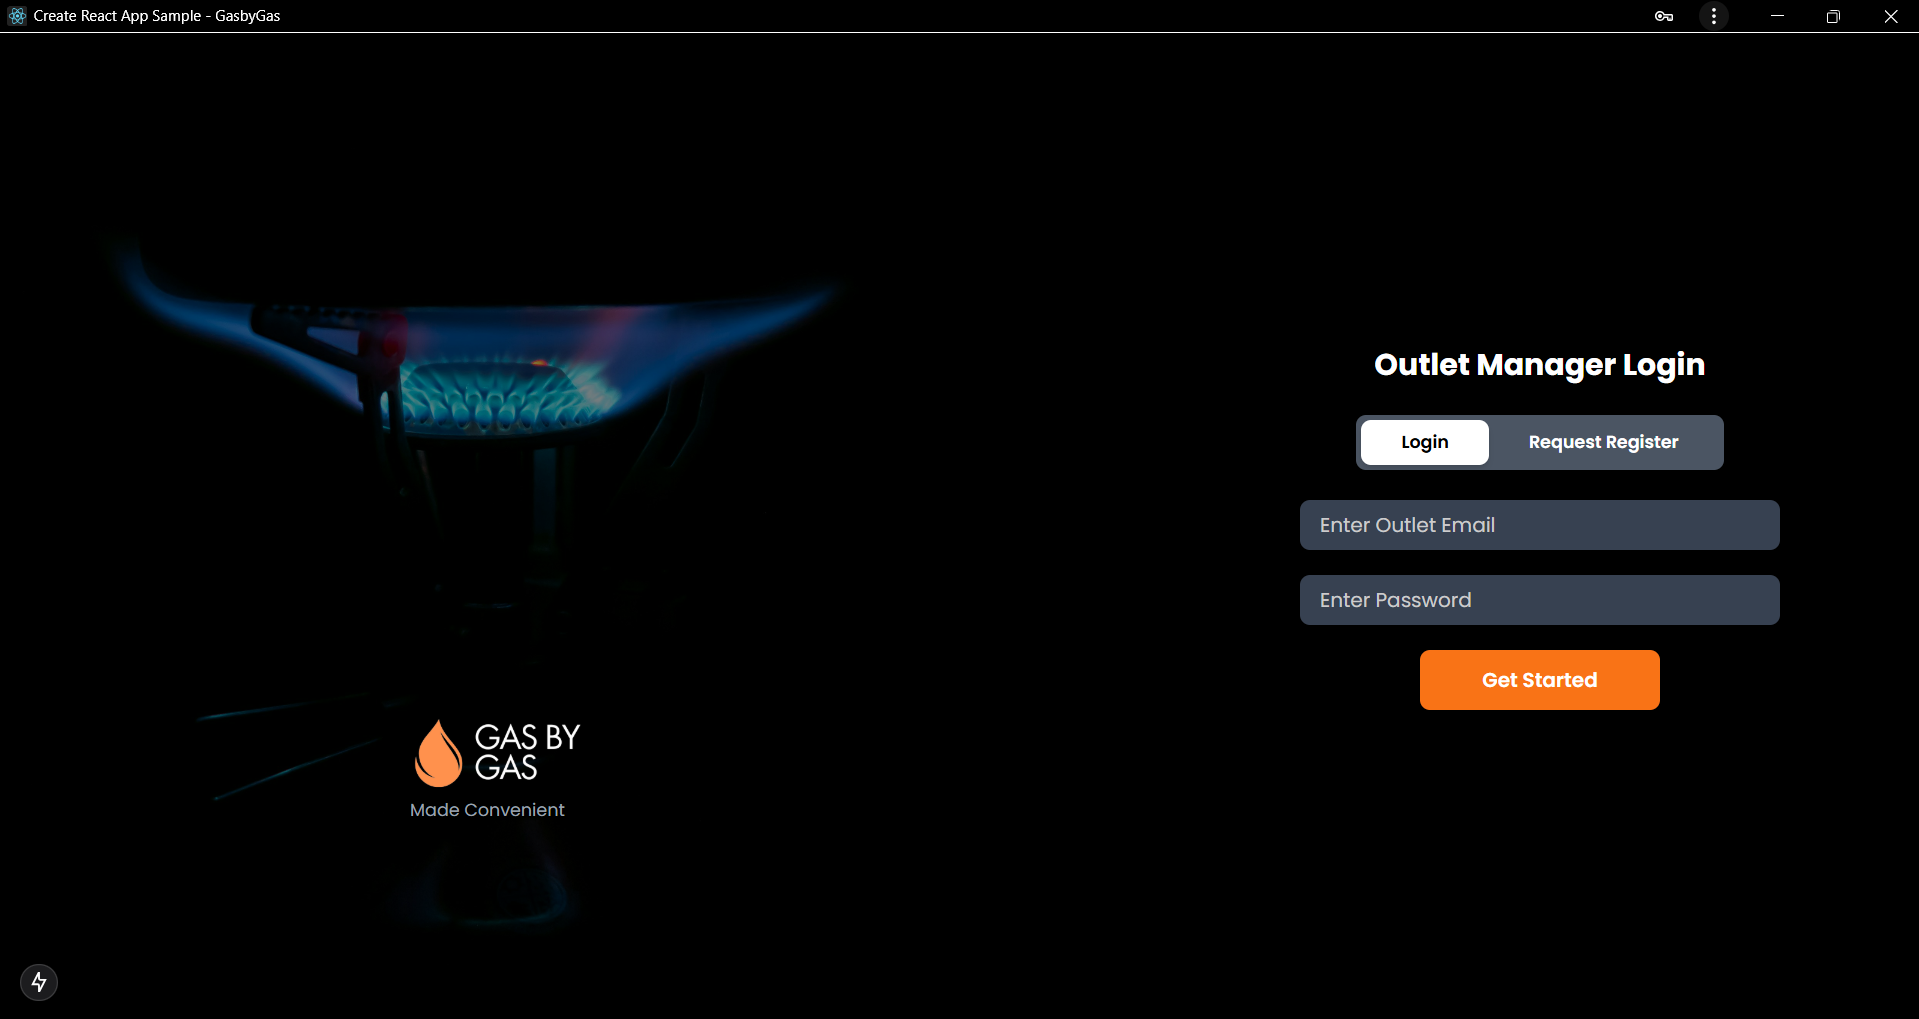 Create React App Sample - GasbyGas
Outlet Manager Login
Login
Request Register
Enter Outlet Email
Enter Password
Get Started
GAS BY
GAS
Made Convenient